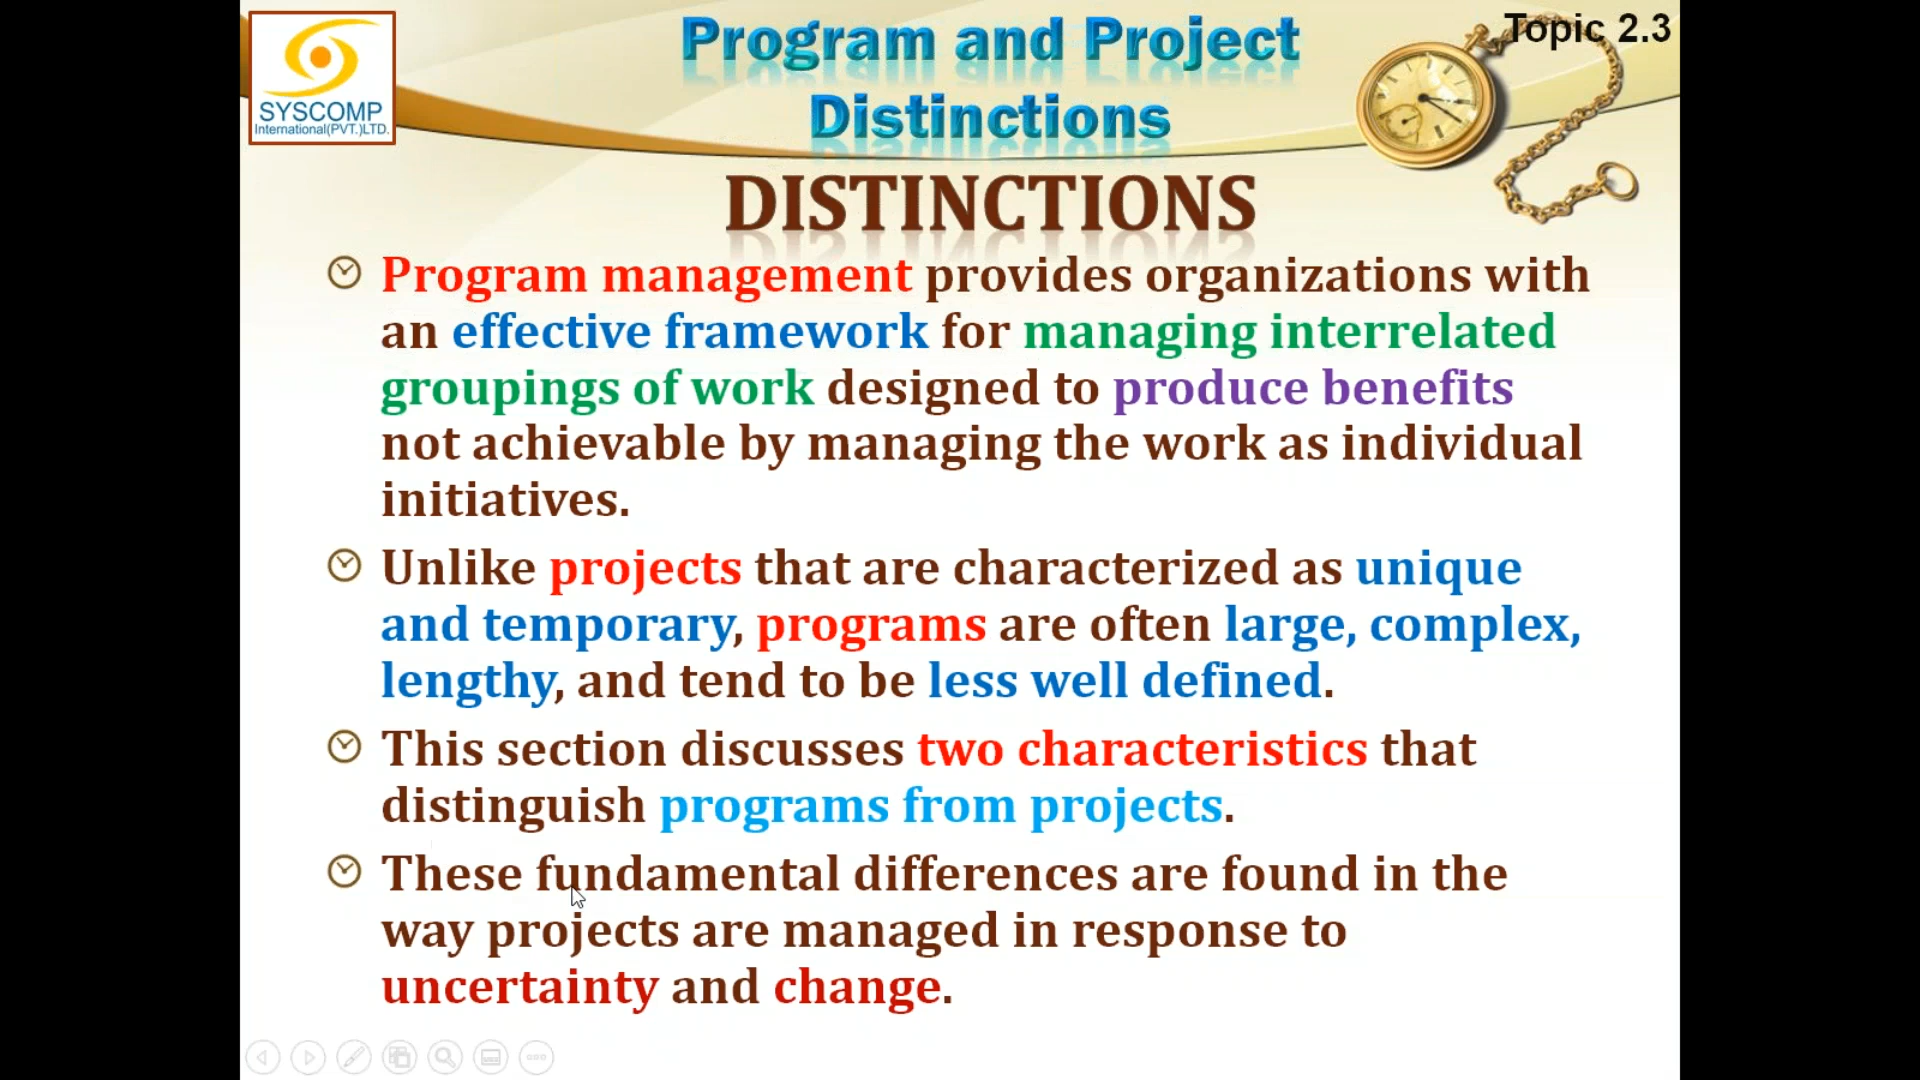 SYSCOMP
International(PVT.)LTD.
Program and Project
Distinctions
Topic 2.3
DISTINCTIONS
Program management provides organizations with
an effective framework for managing interrelated
groupings of work designed to produce benefits
not achievable by managing the work as individual
initiatives.
Unlike projects that are characterized as unique
and temporary, programs are often large, complex,
lengthy, and tend to be less well defined.
This section discusses two characteristics that
distinguish programs from projects.
These fundamental differences are found in the
way projects are managed in response to
uncertainty and change.